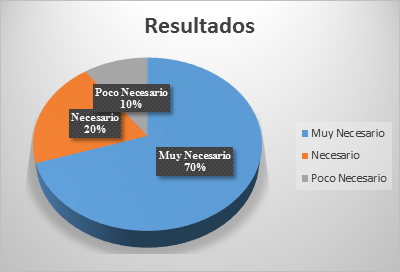 Resultados
Poco Necesario
10%
Necesario
20%
Muy Necesario
70%
Muy Necesario
Necesario
Poco Necesario